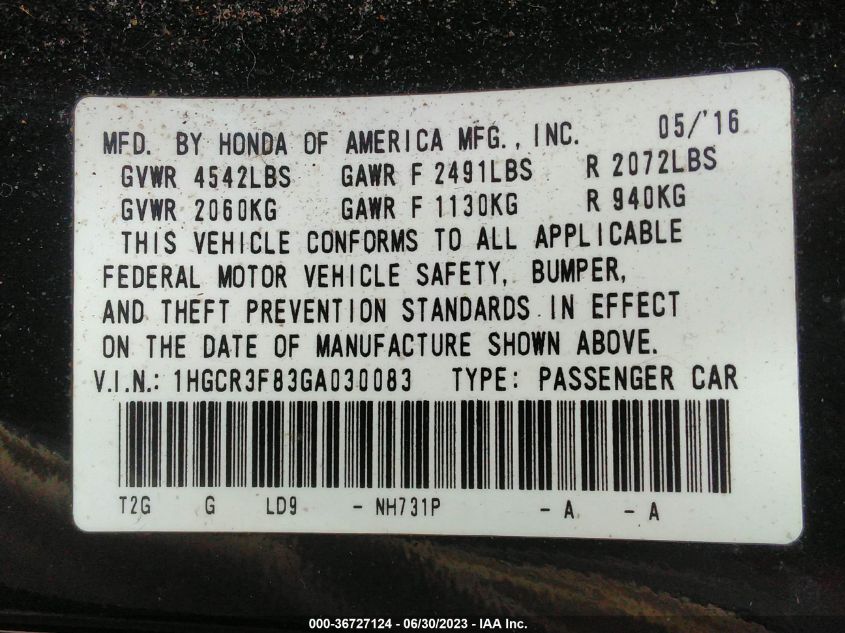 MFD. BY HONDA OF AMERICA MFG., INC. 05/'16
GVWR 4542LBS GAWR F 2491LBS R 2072LBS
GVWR 2060KG GAWR F 1130KG R 940KG
THIS VEHICLE CONFORMS TO ALL APPLICABLE
FEDERAL MOTOR VEHICLE SAFETY, BUMPER,
AND THEFT PREVENTION STANDARDS IN EFFECT
ON THE DATE OF MANUFACTURE SHOWN ABOVE.
V.I.N.: 1HGCR3F83GA030083 TYPE: PASSENGER CAR
T2G G LD9 - NH731P - A - A
000-36727124 - 06/30/2023 - IAA Inc.